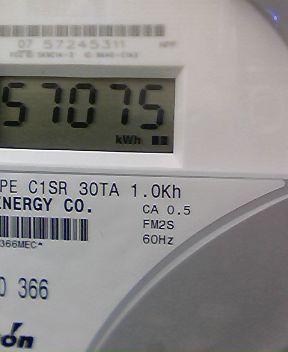 07 57245311
57075
kWh
PE C1SR 30TA 1.0Kh
ENERGY CO.
CA 0.5
FM2S
60Hz
366MEC*
0 366
ron